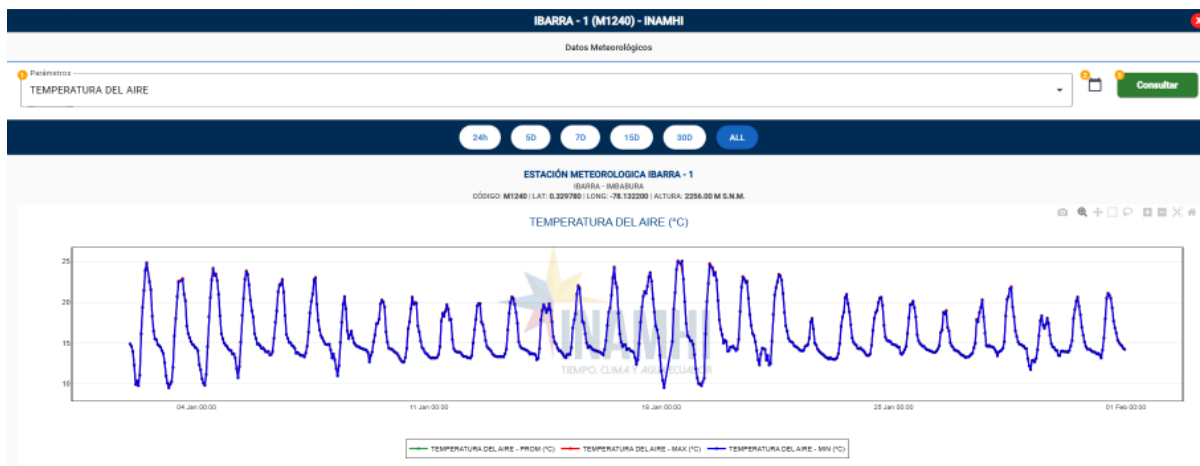 IBARRA - 1 (M1240) - INAMHI
X
Datos Meteorológicos
1 Parámetros
TEMPERATURA DEL AIRE
2
3
Consultar
24h 5D 7D 15D 30D ALL
ESTACIÓN METEOROLOGICA IBARRA - 1
IBARRA - IMBABURA
CÓDIGO: M1240 | LAT: 0.329780 | LONG: -78.132200 | ALTURA: 2256.00 M S.N.M.
TEMPERATURA DEL AIRE (°C)
25
20
15
10
INAMHI
TIEMPO, CLIMA Y AGUA ECUADOR
04 Jan 00:00 11 Jan 00:00 18 Jan 00:00 25 Jan 00:00 01 Feb 00:00
TEMPERATURA DEL AIRE - PROM (°C) TEMPERATURA DEL AIRE - MAX (°C) TEMPERATURA DEL AIRE - MIN (°C)